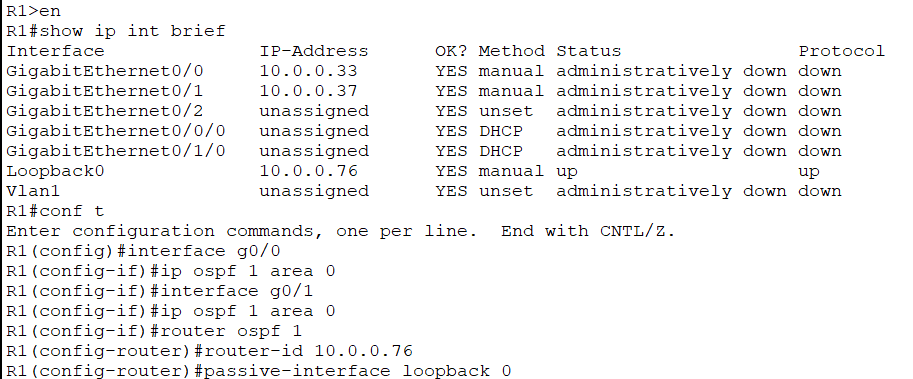 R1>en
R1#show ip int brief
Interface IP-Address OK? Method Status Protocol
GigabitEthernet0/0 10.0.0.33 YES manual administratively down down
GigabitEthernet0/1 10.0.0.37 YES manual administratively down down
GigabitEthernet0/2 unassigned YES unset administratively down down
GigabitEthernet0/0/0 unassigned YES DHCP administratively down down
GigabitEthernet0/1/0 unassigned YES DHCP administratively down down
Loopback0 10.0.0.76 YES manual up up
Vlan1 unassigned YES unset administratively down down
R1#conf t
Enter configuration commands, one per line. End with CNTL/Z.
R1(config)#interface g0/0
R1(config-if)#ip ospf 1 area 0
R1(config-if)#interface g0/1
R1(config-if)#ip ospf 1 area 0
R1(config-if)#router ospf 1
R1(config-router)#router-id 10.0.0.76
R1(config-router)#passive-interface loopback 0